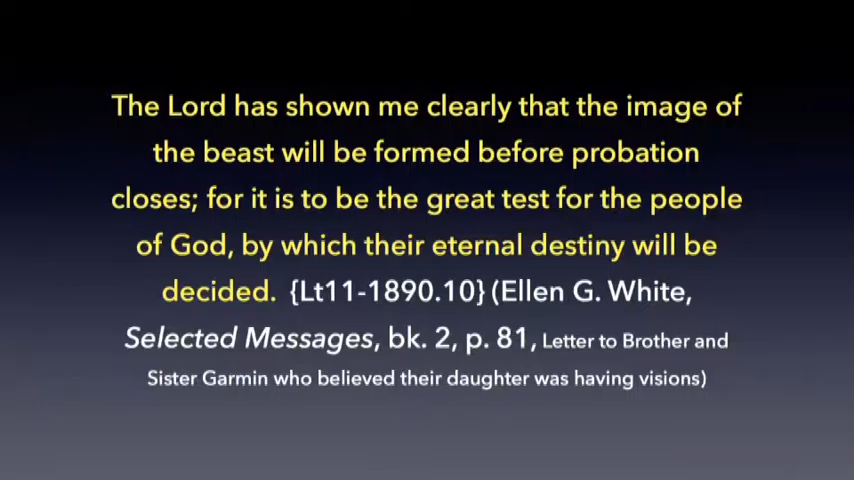 The Lord has shown me clearly that the image of
the beast will be formed before probation
closes; for it is to be the great test for the people
of God, by which their eternal destiny will be
decided. {Lt11-1890.10} (Ellen G. White,
Selected Messages, bk. 2, p. 81, Letter to Brother and
Sister Garmin who believed their daughter was having visions)